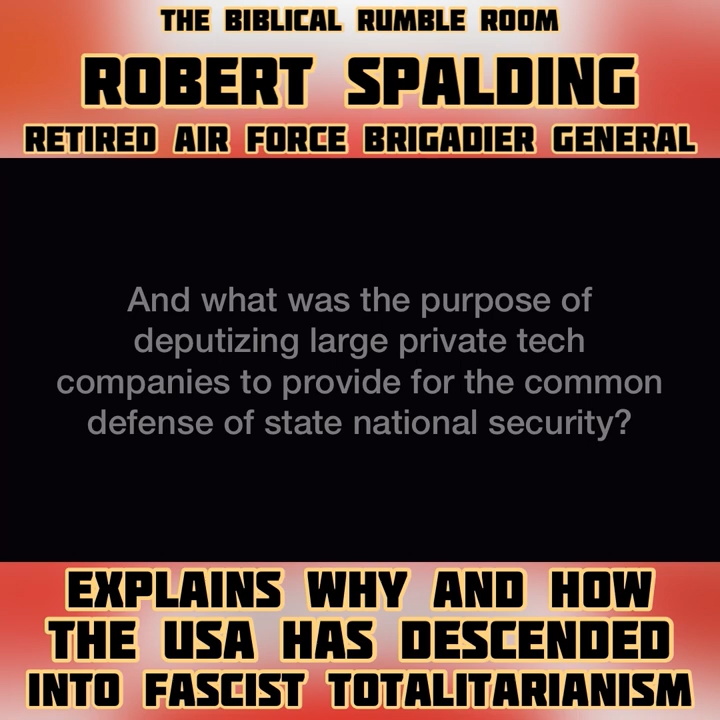 THE BIBLICAL RUMBLE ROOM
ROBERT SPALDING
RETIRED AIR FORCE BRIGADIER GENERAL
And what was the purpose of
deputizing large private tech
companies to provide for the common
defense of state national security?
EXPLAINS WHY AND HOW
THE USA HAS DESCENDED
INTO FASCIST TOTALITARIANISM